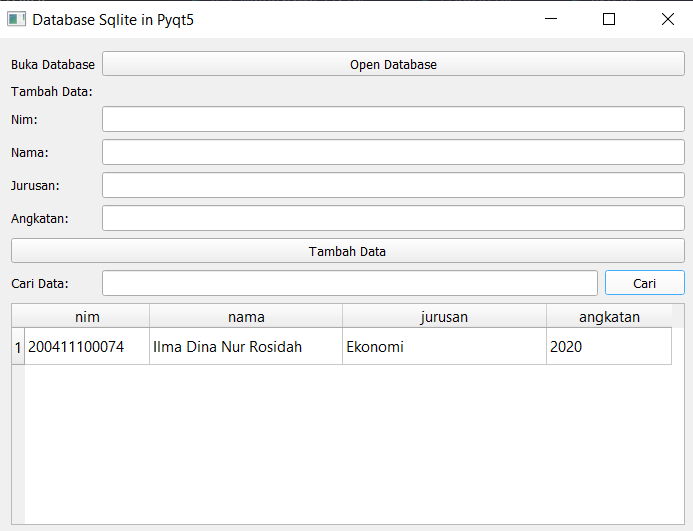 Database Sqlite in Pyqt5
Buka Database Open Database
Tambah Data:
Nim:
Nama:
Jurusan:
Angkatan:
Tambah Data
Cari Data: Cari
nim nama jurusan angkatan
1 200411100074 Ilma Dina Nur Rosidah Ekonomi 2020